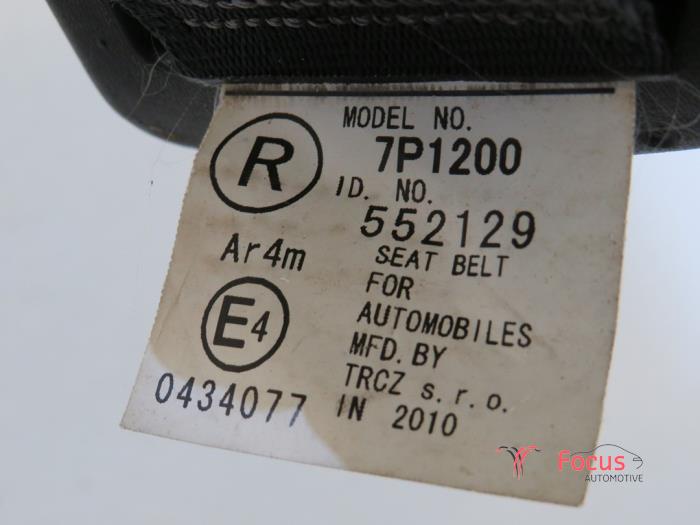 MODEL NO.
7P1200
R
ID. NO.
552129
Ar4m
SEAT BELT
FOR
AUTOMOBILES
E4
MFD. BY
TRCZ s.r.o.
0434077
IN 2010
Focus
AUTOMOTIVE